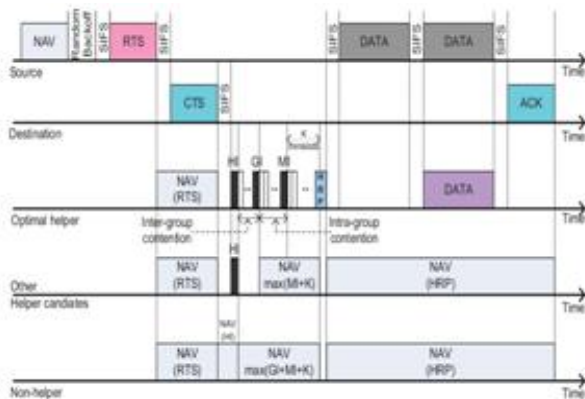 NAV
Random
Backoff
SIFS
RTS
SIFS
SIFS
DATA
SIFS
DATA
SIFS
Source
Time
CTS
SIFS
ACK
Destination
Time
K
NAV
(RTS)
HI
GI
MI
DATA
Optimal helper
Time
Inter-group
contention
Intra-group
contention
HI
Other
NAV
(RTS)
NAV
max(MI+K)
NAV
(HRP)
Helper candiates
Time
NAV
(HI)
NAV
(RTS)
NAV
max(GI+MI+K)
NAV
(HRP)
Non-helper
Time